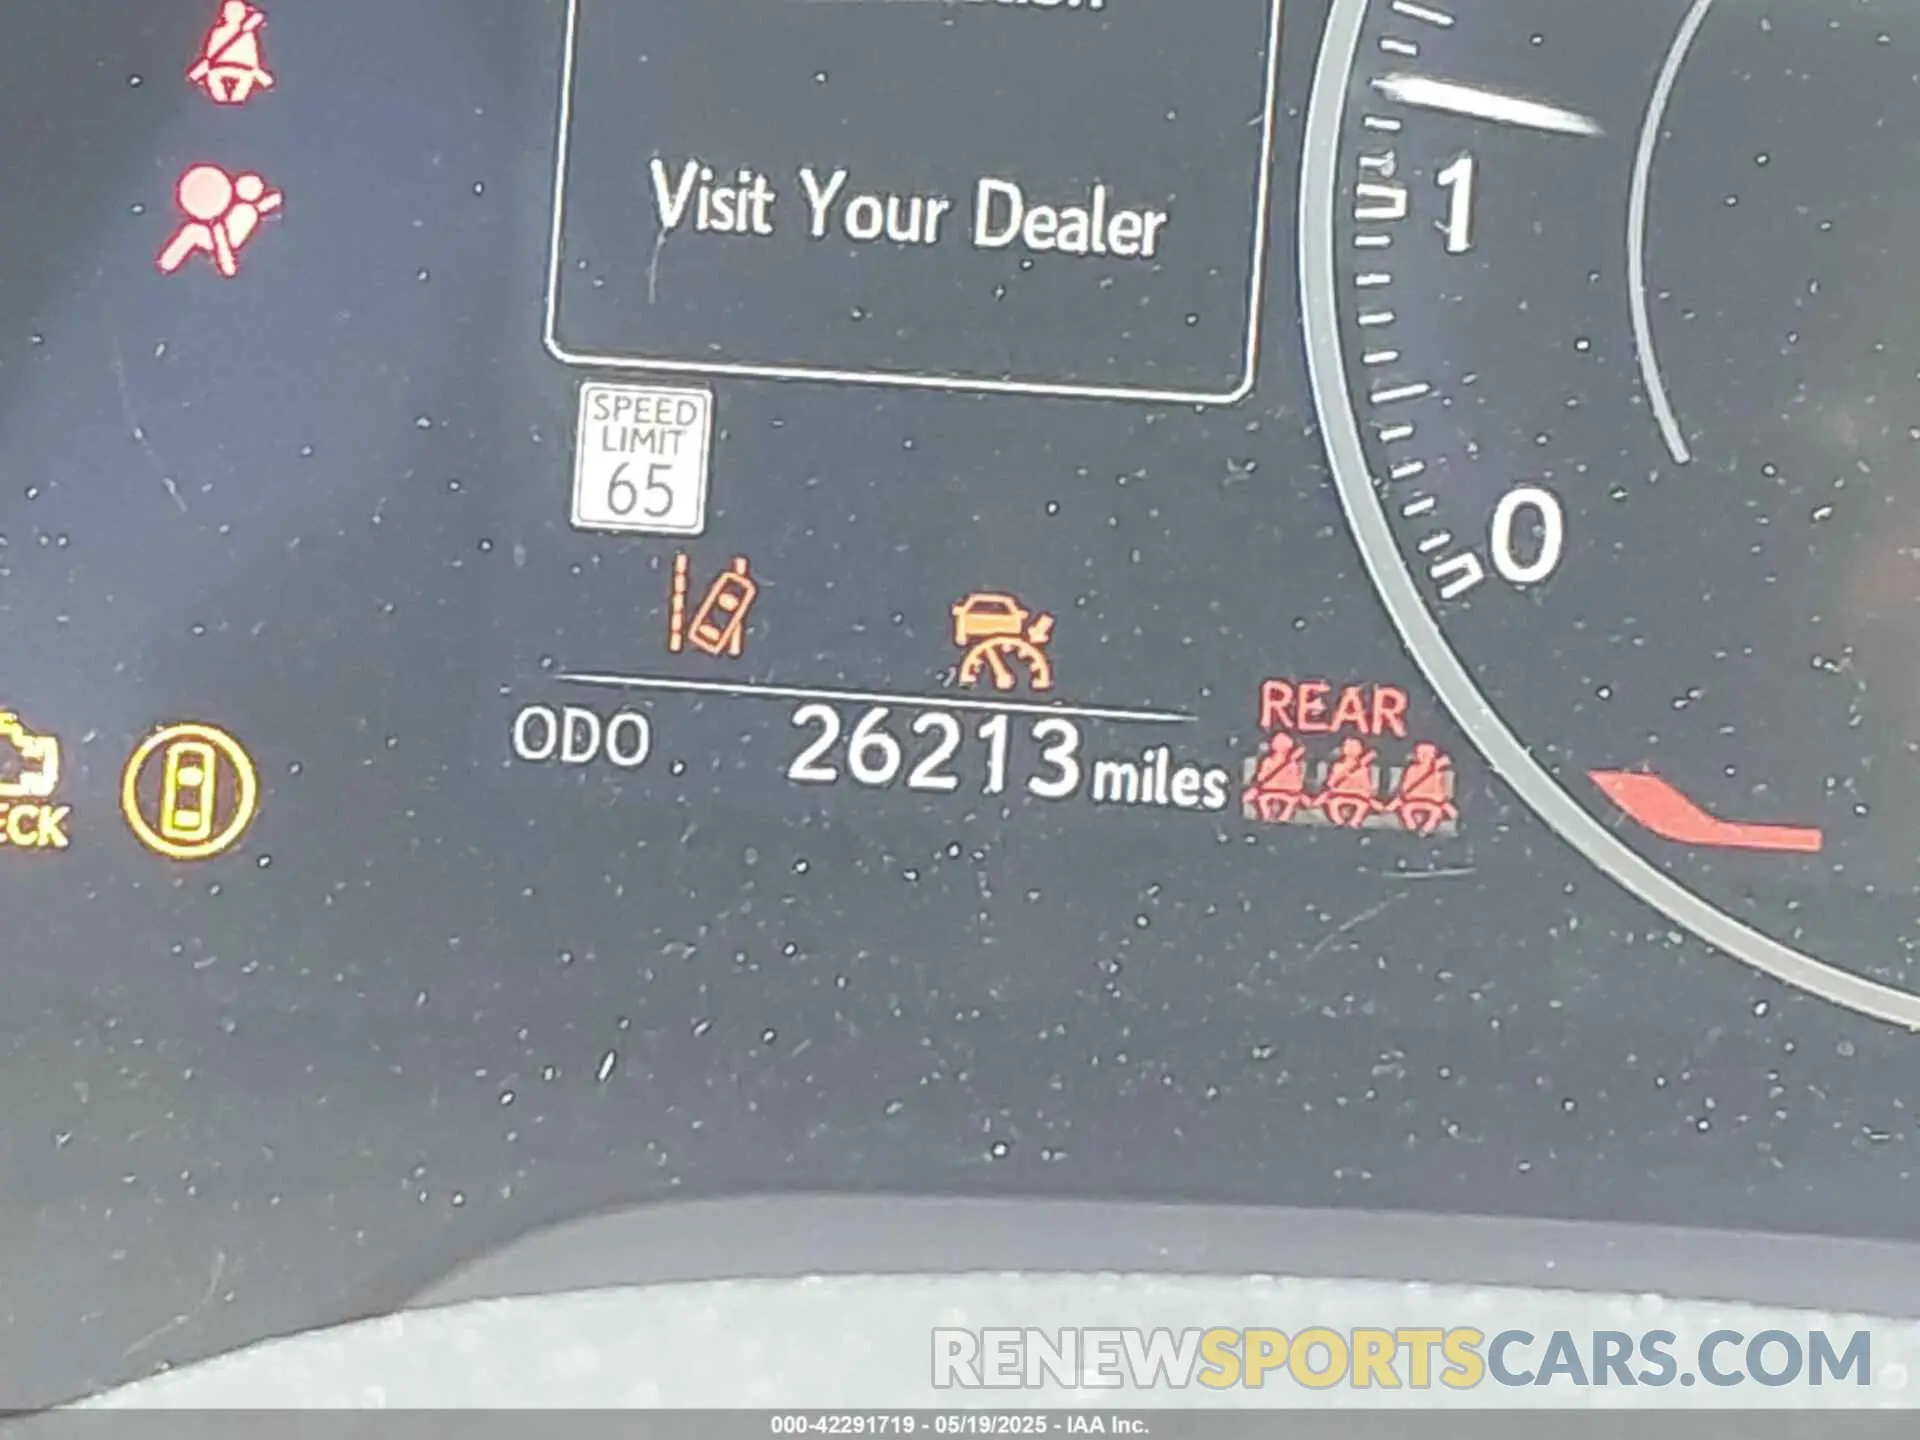 Visit Your Dealer
1
SPEED
LIMIT
65
0
ODO 26213 miles
REAR
RENEWSPORTSCARS.COM
000-42291719 - 05/19/2025 - IAA Inc.